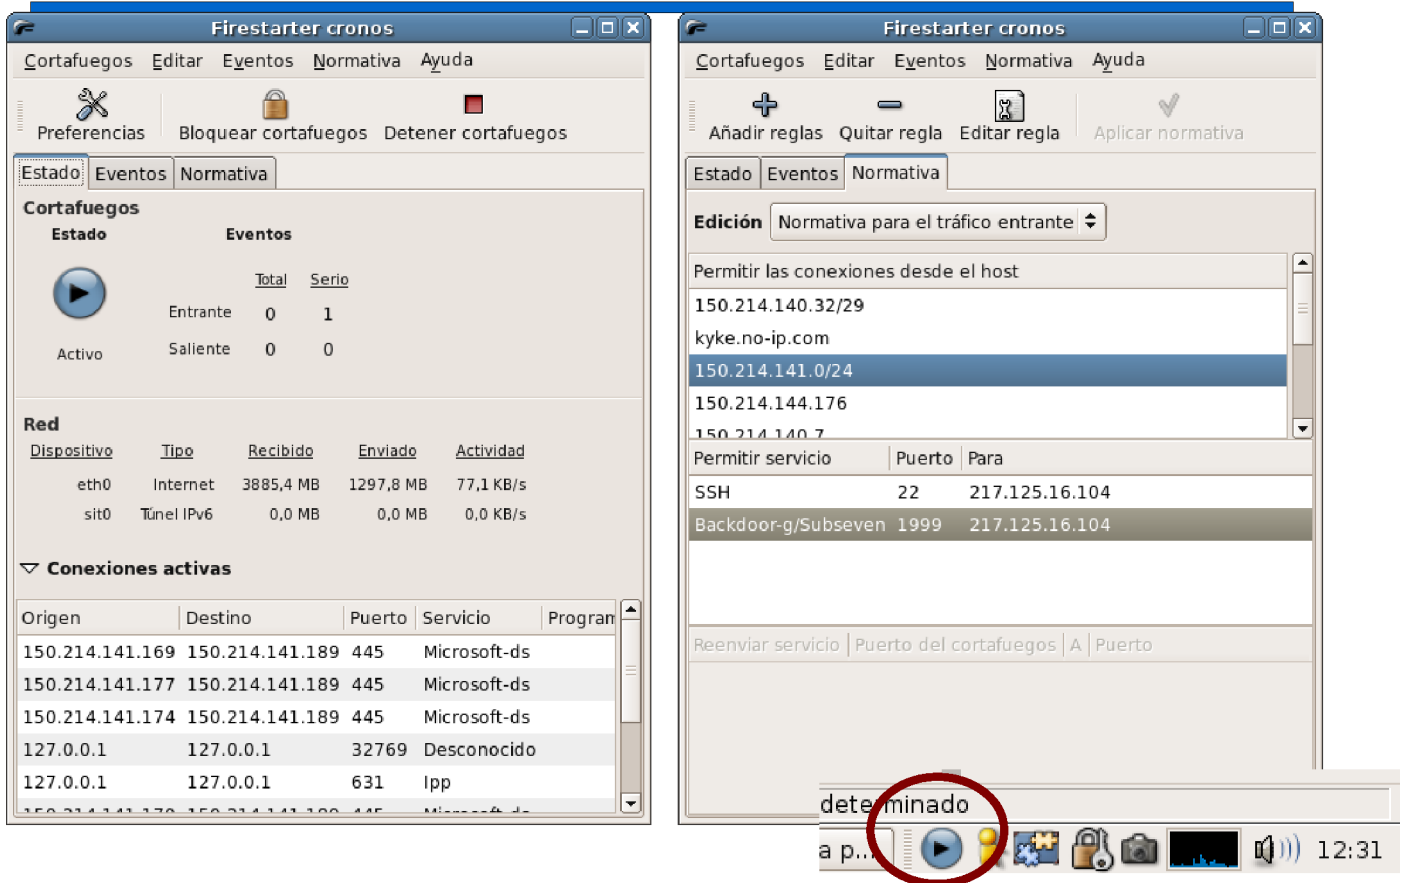 Firestarter cronos
Cortafuegos Editar Eventos Normativa Ayuda
Preferencias Bloquear cortafuegos Detener cortafuegos
Estado Eventos Normativa
Cortafuegos
Estado Eventos
Total Serio
Entrante 0 1
Saliente 0 0
Activo
Red
Dispositivo Tipo Recibido Enviado Actividad
eth0 Internet 3885,4 MB 1297,8 MB 77,1 KB/s
sit0 Túnel IPv6 0,0 MB 0,0 MB 0,0 KB/s
Conexiones activas
Origen Destino Puerto Servicio Program
150.214.141.169 150.214.141.189 445 Microsoft-ds
150.214.141.177 150.214.141.189 445 Microsoft-ds
150.214.141.174 150.214.141.189 445 Microsoft-ds
127.0.0.1 127.0.0.1 32769 Desconocido
127.0.0.1 127.0.0.1 631 Ipp
Firestarter cronos
Cortafuegos Editar Eventos Normativa Ayuda
Añadir reglas Quitar regla Editar regla Aplicar normativa
Estado Eventos Normativa
Edición Normativa para el tráfico entrante
Permitir las conexiones desde el host
150.214.140.32/29
kyke.no-ip.com
150.214.141.0/24
150.214.144.176
150.214.140.7
Permitir servicio Puerto Para
SSH 22 217.125.16.104
Backdoor-g/Subseven 1999 217.125.16.104
Reenviar servicio Puerto del cortafuegos A Puerto
determinado
a p...
12:31